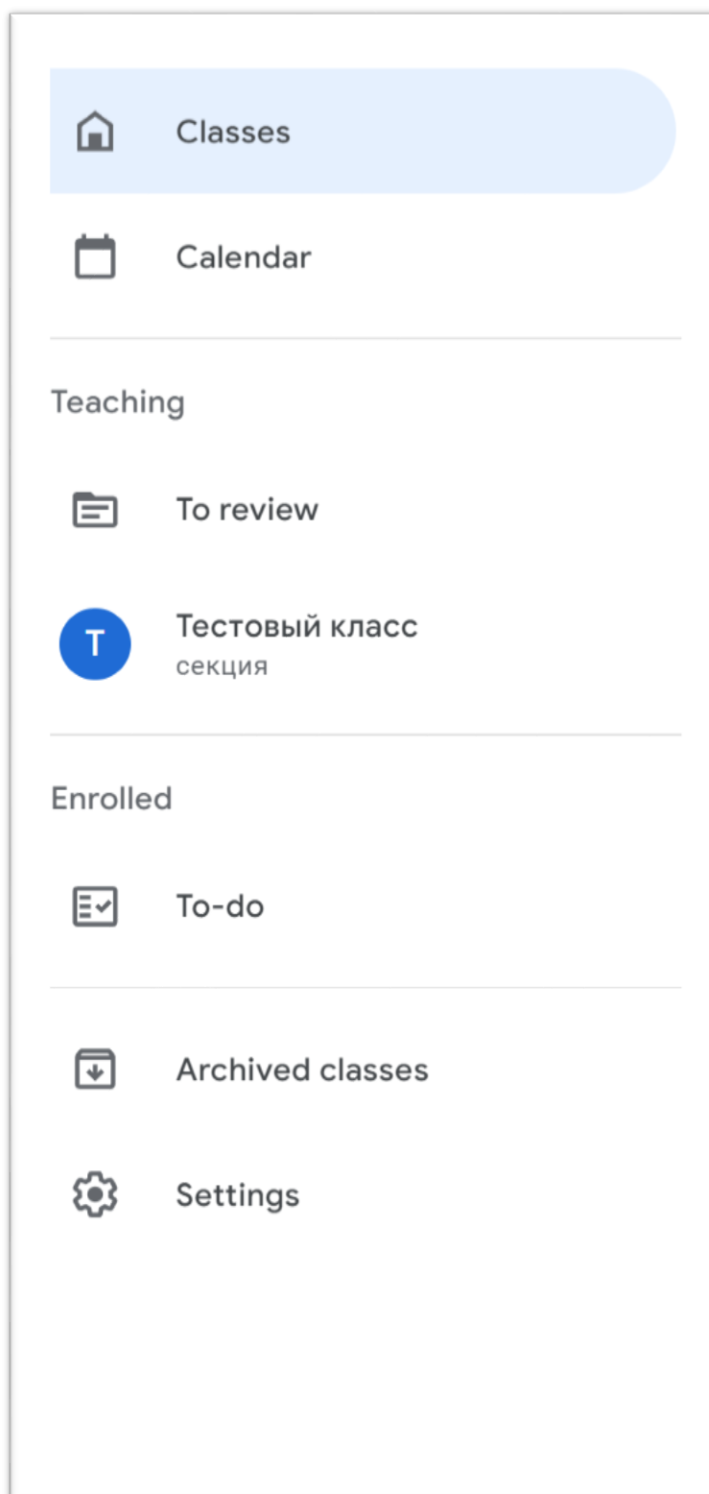 Classes
Calendar
Teaching
To review
Т
Тестовый класс
секция
Enrolled
To-do
Archived classes
Settings